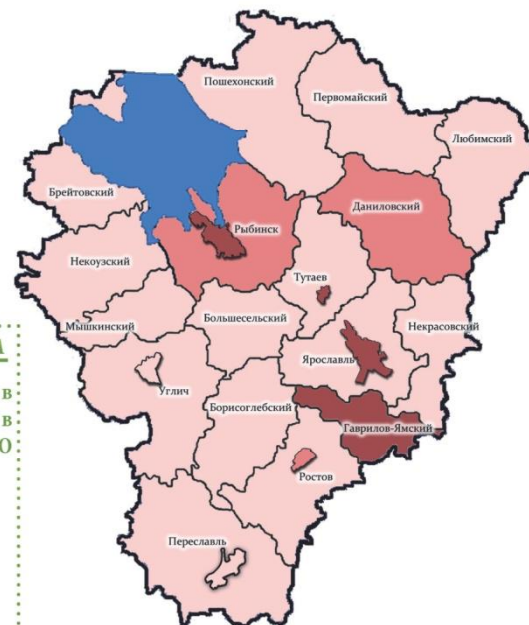 Пошехонский
Первомайский
Любимский
Брейтовский
Рыбинск
Даниловский
Некоузский
Тутаев
Мышкинский
Большесельский
Некрасовский
Ярославль
А
Углич
в
Борисоглебский
в
Гаврилов-Ямский
О
Ростов
Переславль